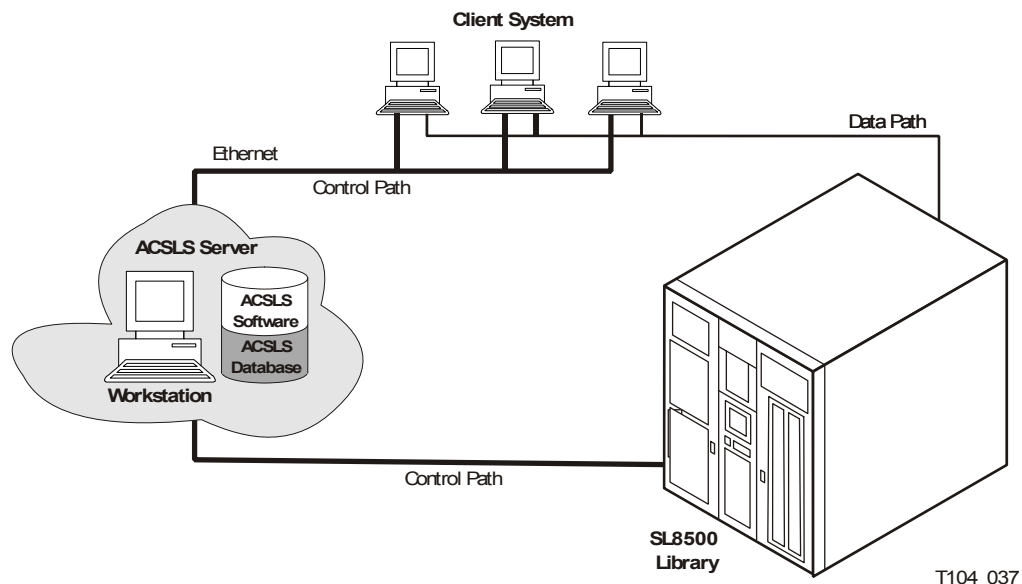 Client System
Data Path
Ethernet
Control Path
ACSLS Server
ACSLS
Software
ACSLS
Database
Workstation
Control Path
SL8500
Library
T104_037